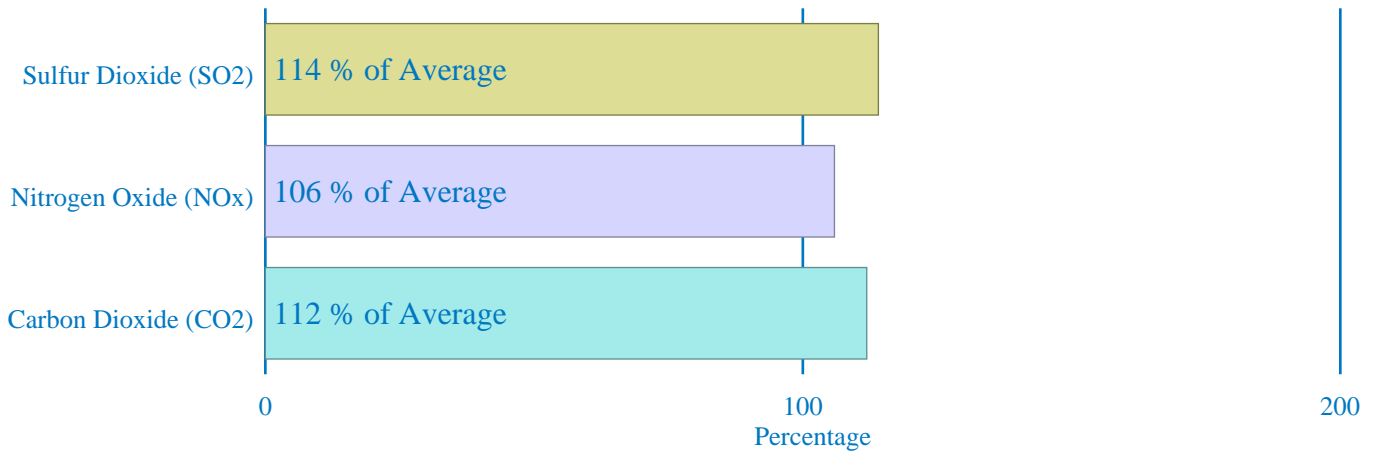 Sulfur Dioxide (SO2)
114 % of Average
Nitrogen Oxide (NOx)
106 % of Average
Carbon Dioxide (CO2)
112 % of Average
0
100
200
Percentage